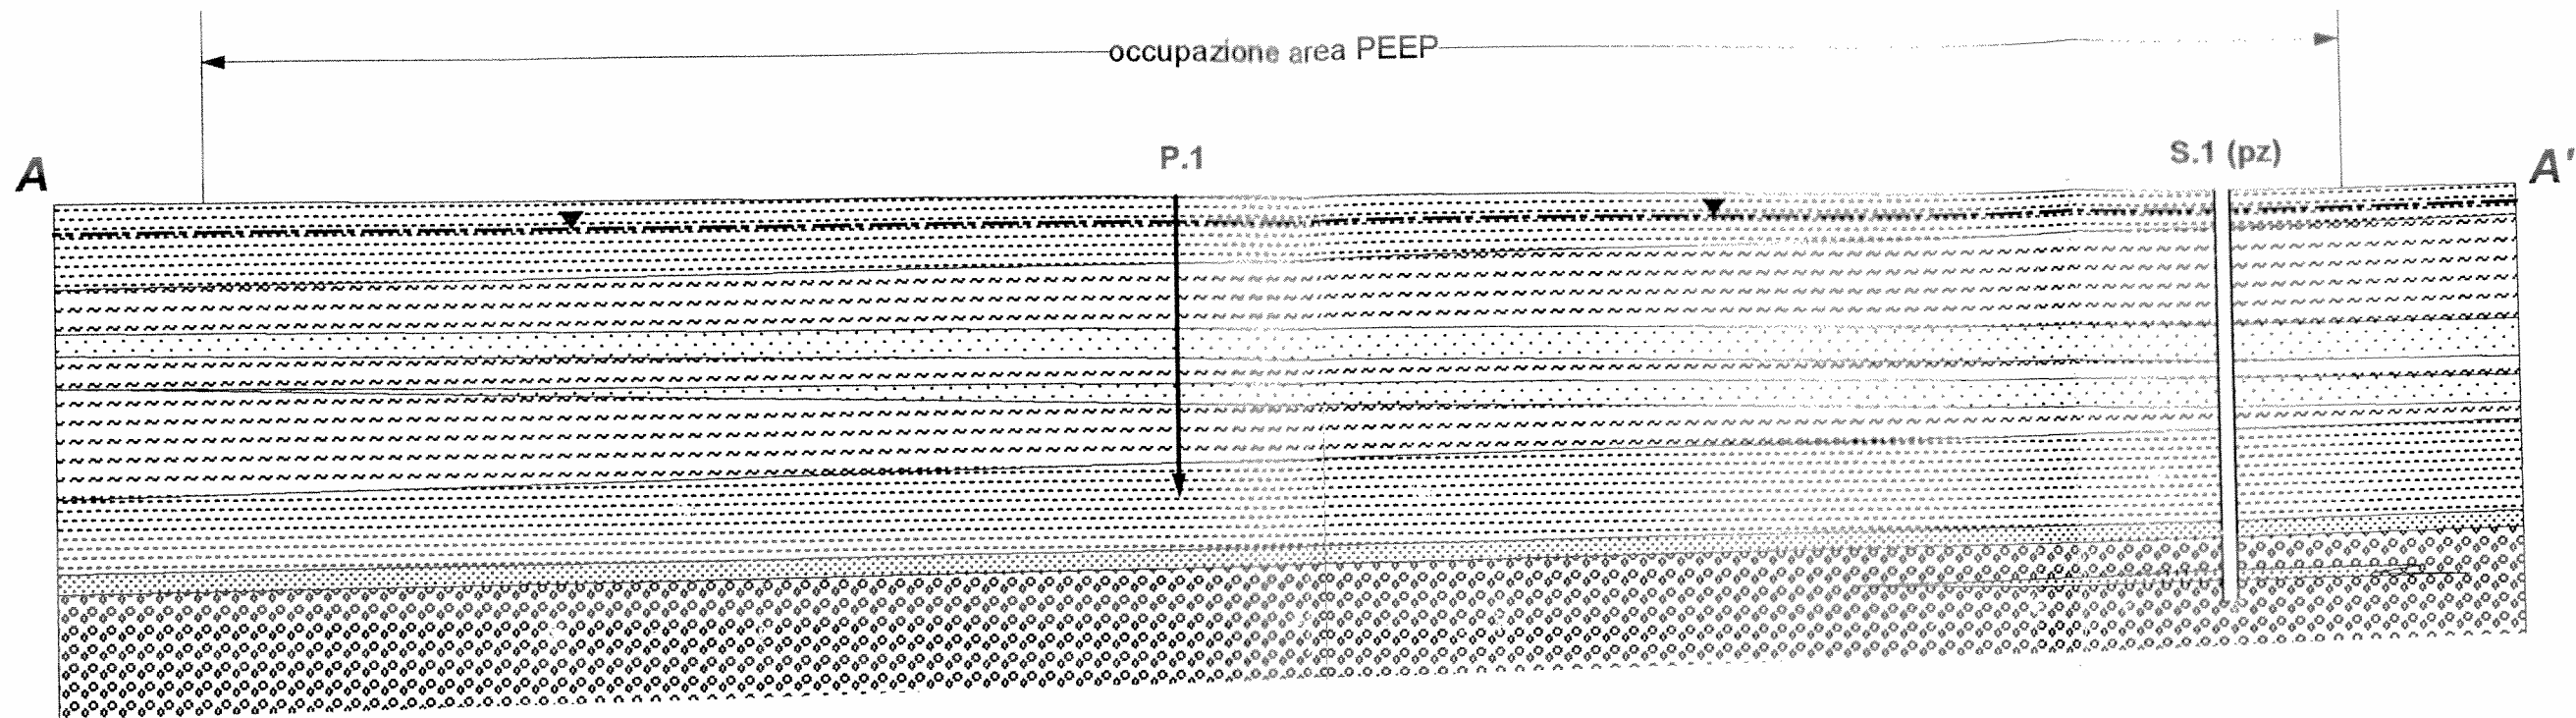 occupazione area PEEP
P.1
S.1 (pz)
A
A'